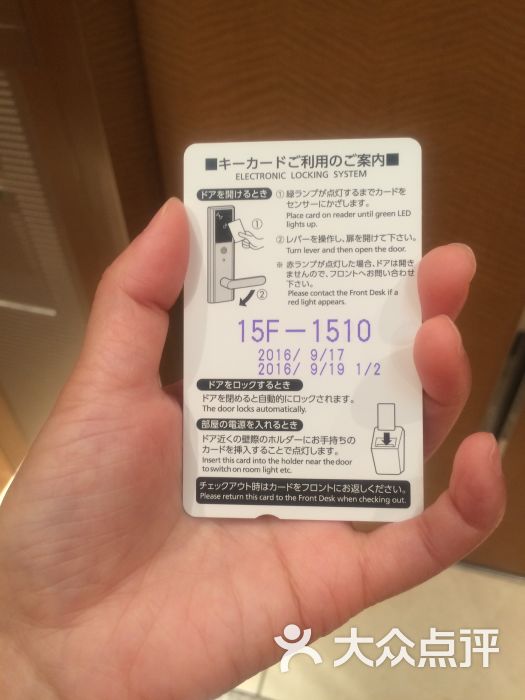 ■キーカードご利用のご案内■
ELECTRONIC LOCKING SYSTEM
ドアを開けるとき
①緑ランプが点灯するまでカードを
センサーにかざします。
Place card on reader until green LED
lights up.
①
②レバーを操作し、扉を開けて下さい。
Turn lever and then open the door.
※ 赤ランプが点灯した場合、ドアは開き
ませんので、フロントへお問い合わせ
下さい。
Please contact the Front Desk if a
red light appears.
②
15F－1510
2016/ 9/17
2016/ 9/19 1/2
ドアをロックするとき
ドアを閉めると自動的にロックされます。
The door locks automatically.
部屋の電源を入れるとき
ドア近くの壁際のホルダーにお手持ちの
カードを挿入することで点灯します。
Insert this card into the holder near the door
to switch on room light etc.
チェックアウト時はカードをフロントにお返しください。
Please return this card to the Front Desk when checking out.
大众点评